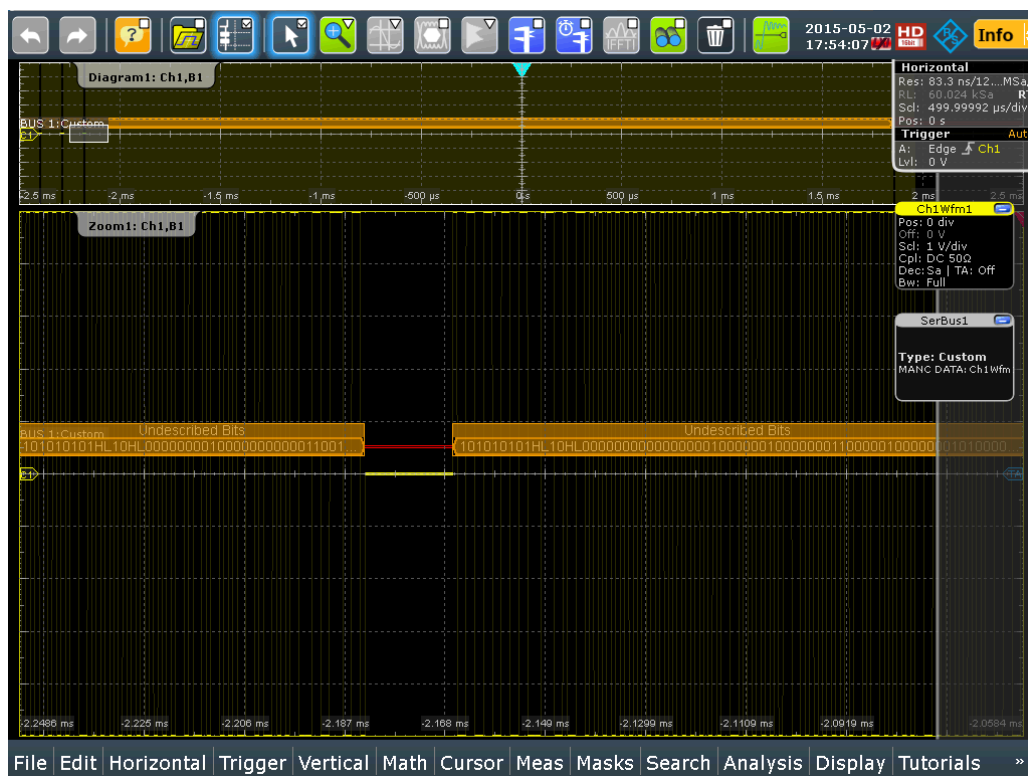 2015-05-02
17:54:07
HD
16bit
R&S
Info
IFFT!
Diagram1: Ch1,B1
BUS 1:Custom
C1
-2.5 ms -2 ms -1.5 ms -1 ms -500 µs 0 s 500 µs 1 ms 1.5 ms 2 ms 2.5 ms
Horizontal
Res: 83.3 ns/12....MSa/
RL: 60.024 kSa R
Scl: 499.99992 µs/div
Pos: 0 s
Trigger Aut
A: Edge Ch1
Lvl: 0 V
Zoom1: Ch1,B1
Ch1Wfm1
Pos: 0 div
Off: 0 V
Scl: 1 V/div
Cpl: DC 50Ω
Dec: Sa | TA: Off
Bw: Full
SerBus1
Type: Custom
MANC DATA: Ch1Wfm
BUS 1:Custom
Undescribed Bits Undescribed Bits
C1
TA
-2.2486 ms -2.225 ms -2.206 ms -2.187 ms -2.168 ms -2.149 ms -2.1299 ms -2.1109 ms -2.0919 ms -2.0584 ms
File Edit Horizontal Trigger Vertical Math Cursor Meas Masks Search Analysis Display Tutorials »